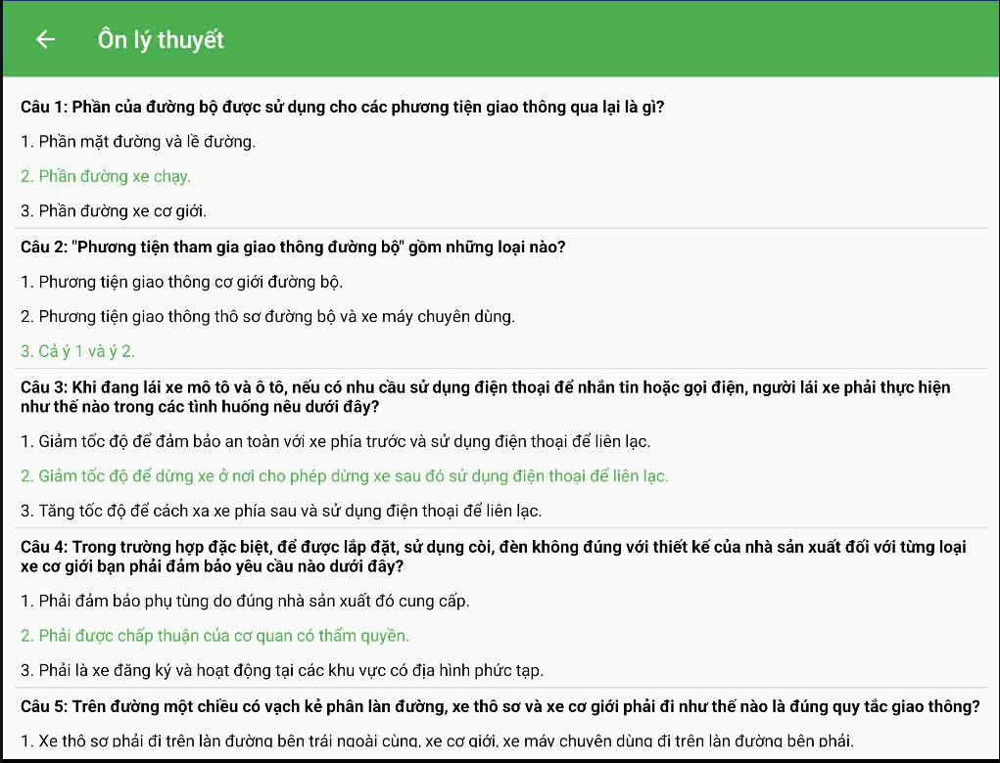 Ôn lý thuyết
Câu 1: Phần của đường bộ được sử dụng cho các phương tiện giao thông qua lại là gì?
1. Phần mặt đường và lề đường.
2. Phần đường xe chạy.
3. Phần đường xe cơ giới.
Câu 2: "Phương tiện tham gia giao thông đường bộ" gồm những loại nào?
1. Phương tiện giao thông cơ giới đường bộ.
2. Phương tiện giao thông thô sơ đường bộ và xe máy chuyên dùng.
3. Cả ý 1 và ý 2.
Câu 3: Khi đang lái xe mô tô và ô tô, nếu có nhu cầu sử dụng điện thoại để nhắn tin hoặc gọi điện, người lái xe phải thực hiện
như thế nào trong các tình huống nêu dưới đây?
1. Giảm tốc độ để đảm bảo an toàn với xe phía trước và sử dụng điện thoại để liên lạc.
2. Giảm tốc độ để dừng xe ở nơi cho phép dừng xe sau đó sử dụng điện thoại để liên lạc.
3. Tăng tốc độ để cách xa xe phía sau và sử dụng điện thoại để liên lạc.
Câu 4: Trong trường hợp đặc biệt, để được lắp đặt, sử dụng còi, đèn không đúng với thiết kế của nhà sản xuất đối với từng loại
xe cơ giới bạn phải đảm bảo yêu cầu nào dưới đây?
1. Phải đảm bảo phụ tùng do đúng nhà sản xuất đó cung cấp.
2. Phải được chấp thuận của cơ quan có thẩm quyền.
3. Phải là xe đăng ký và hoạt động tại các khu vực có địa hình phức tạp.
Câu 5: Trên đường một chiều có vạch kẻ phân làn đường, xe thô sơ và xe cơ giới phải đi như thế nào là đúng quy tắc giao thông?
1. Xe thô sơ phải đi trên làn đường bên trái ngoài cùng, xe cơ giới, xe máy chuyên dùng đi trên làn đường bên phải.